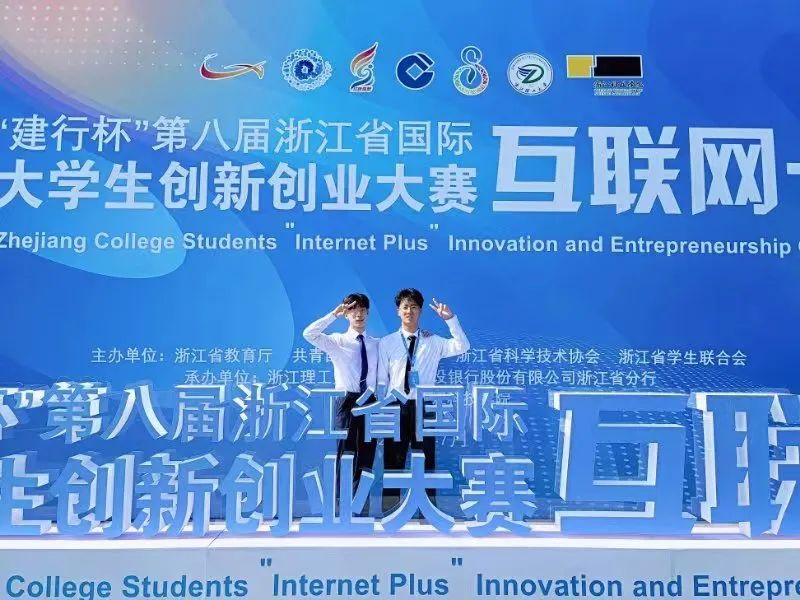 “建行杯”第八届浙江省国际
大学生创新创业大赛
互联网+
Zhejiang College Students "Internet Plus" Innovation and Entrepreneurship
主办单位：浙江省教育厅 共青 浙江省科学技术协会 浙江省学生联合会
承办单位：浙江理工 设银行股份有限公司浙江省分行
杯”第八届浙江省国际
生创新创业大赛
互联
College Students "Internet Plus" Innovation and Entrepre